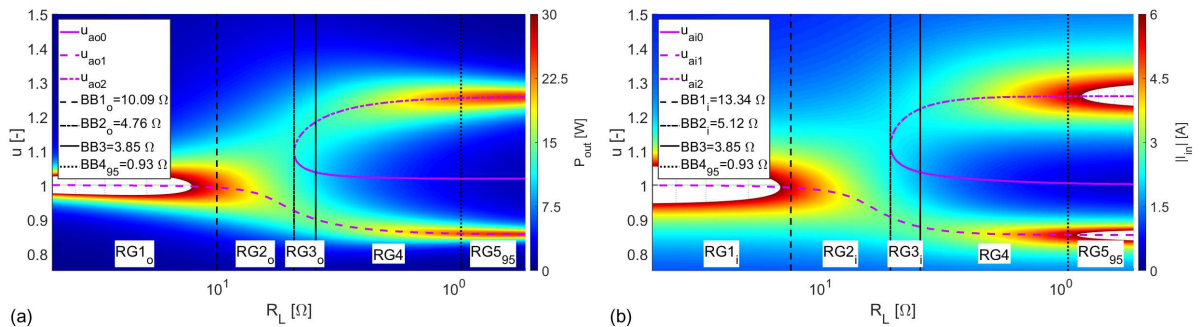 1.5
1.4
1.3
1.2
1.1
1
0.9
0.8
u [-]
u_ao0
u_ao1
u_ao2
BB1_o=10.09 Ω
BB2_o=4.76 Ω
BB3=3.85 Ω
BB4_95=0.93 Ω
RG1_o
RG2_o
RG3_o
RG4
RG5_95
10^1
10^0
R_L [Ω]
30
22.5
15
7.5
0
P_out [W]
(a)
1.5
1.4
1.3
1.2
1.1
1
0.9
0.8
u [-]
u_ai0
u_ai1
u_ai2
BB1_i=13.34 Ω
BB2_i=5.12 Ω
BB3=3.85 Ω
BB4_95=0.93 Ω
RG1_i
RG2_i
RG3_i
RG4
RG5_95
10^1
10^0
R_L [Ω]
6
4.5
3
1.5
0
|I_in| [A]
(b)